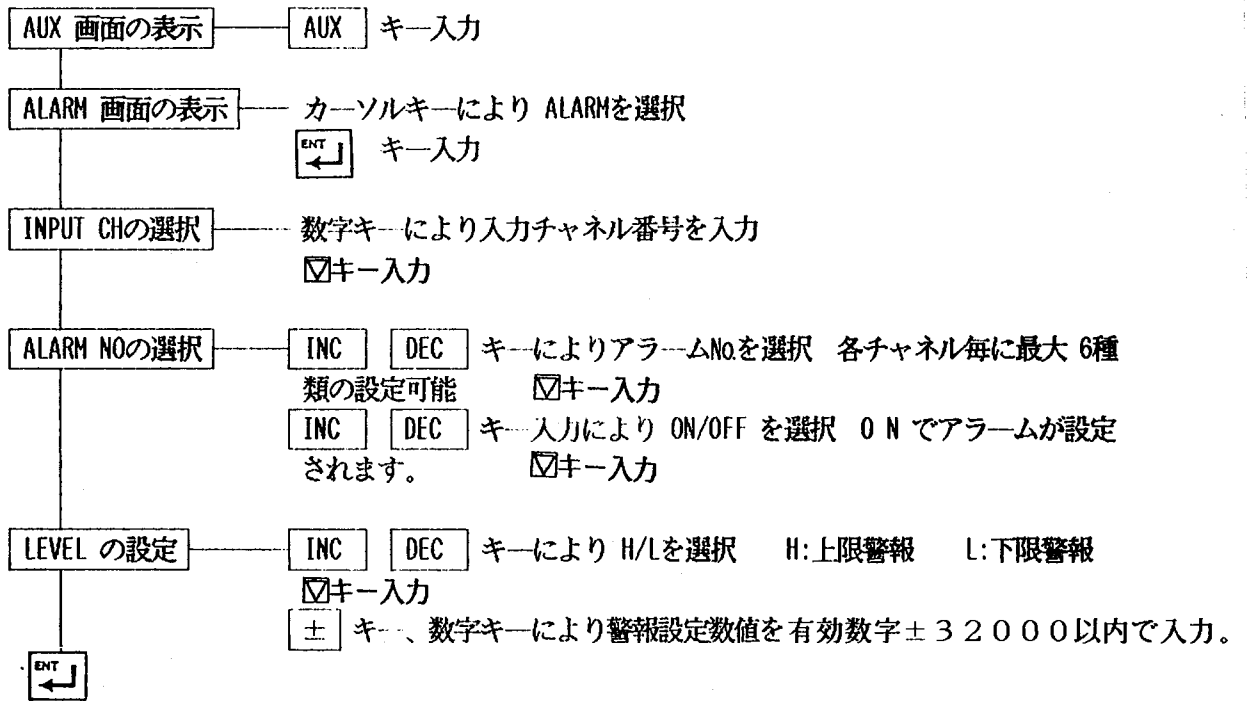 AUX 画面の表示 AUX キー入力
ALARM 画面の表示 カーソルキーにより ALARMを選択
ENT キー入力
INPUT CHの選択 数字キーにより入力チャネル番号を入力
▽キー入力
ALARM NOの選択 INC DEC キーによりアラームNo.を選択 各チャネル毎に最大 6種
類の設定可能 ▽キー入力
INC DEC キー入力により ON/OFF を選択 O N でアラームが設定
されます。 ▽キー入力
LEVEL の設定 INC DEC キーにより H/Lを選択 H:上限警報 L:下限警報
▽キー入力
± キー、数字キーにより警報設定数値を有効数字±32000以内で入力。
ENT